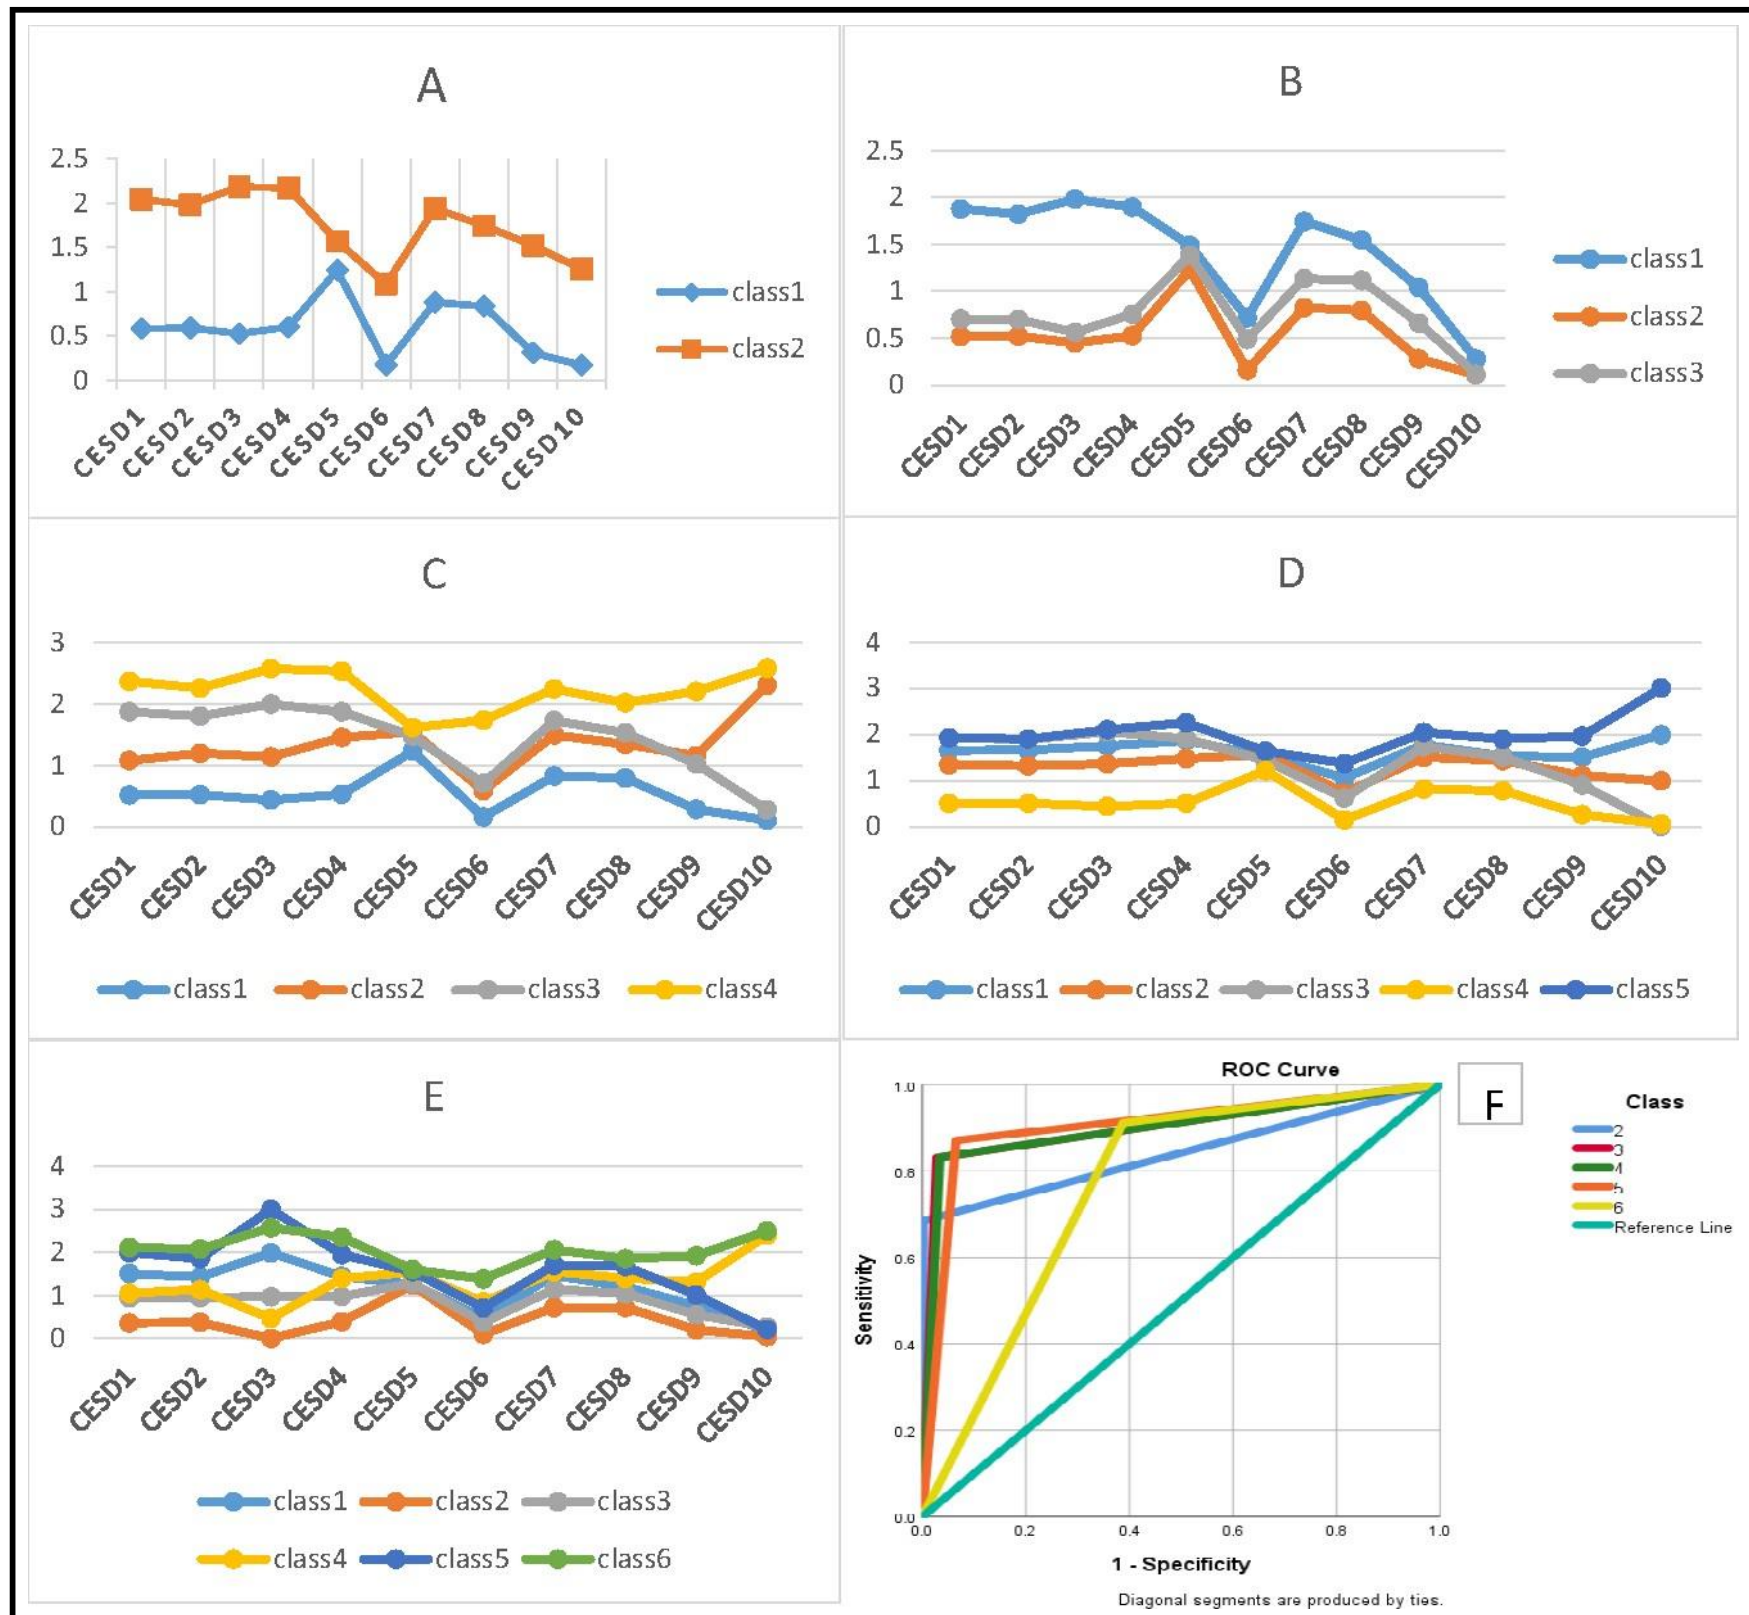 A
2.5
2
1.5
1
0.5
0
CESD1
CESD2
CESD3
CESD4
CESD5
CESD6
CESD7
CESD8
CESD9
CESD10
class1
class2
B
2.5
2
1.5
1
0.5
0
CESD1
CESD2
CESD3
CESD4
CESD5
CESD6
CESD7
CESD8
CESD9
CESD10
class1
class2
class3
C
3
2
1
0
CESD1
CESD2
CESD3
CESD4
CESD5
CESD6
CESD7
CESD8
CESD9
CESD10
class1 class2 class3 class4
D
4
3
2
1
0
CESD1
CESD2
CESD3
CESD4
CESD5
CESD6
CESD7
CESD8
CESD9
CESD10
class1 class2 class3 class4 class5
E
4
3
2
1
0
CESD1
CESD2
CESD3
CESD4
CESD5
CESD6
CESD7
CESD8
CESD9
CESD10
class1 class2 class3
class4 class5 class6
ROC Curve
F
Class
2
3
4
5
6
Reference Line
Sensitivity
1.0
0.8
0.6
0.4
0.2
0.0
0.0 0.2 0.4 0.6 0.8 1.0
1 - Specificity
Diagonal segments are produced by ties.